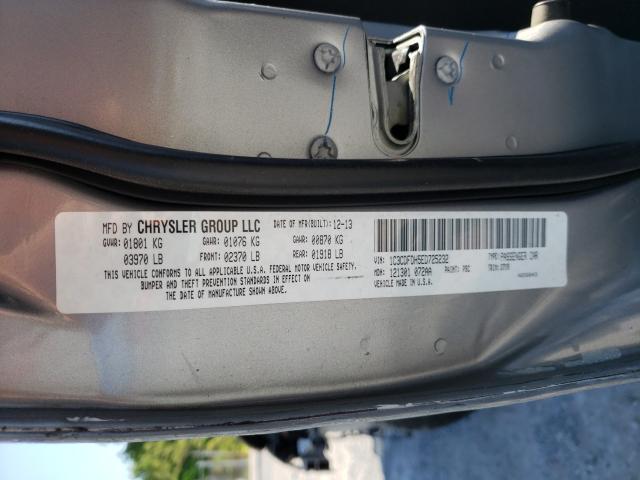 MFD BY CHRYSLER GROUP LLC DATE OF MFR(BUILT): 12-13
GVWR: 01801 KG GAWR: 01076 KG GAWR: 00870 KG
03970 LB FRONT: 02370 LB REAR: 01918 LB
THIS VEHICLE CONFORMS TO ALL APPLICABLE U.S.A. FEDERAL MOTOR VEHICLE SAFETY,
BUMPER AND THEFT PREVENTION STANDARDS IN EFFECT ON
THE DATE OF MANUFACTURE SHOWN ABOVE.
VIN: 1C3CDFDH5ED725232 TYPE: PASSENGER CAR
MDH: 121301 072AA PAINT: TRIM:
VEHICLE MADE IN U.S.A.